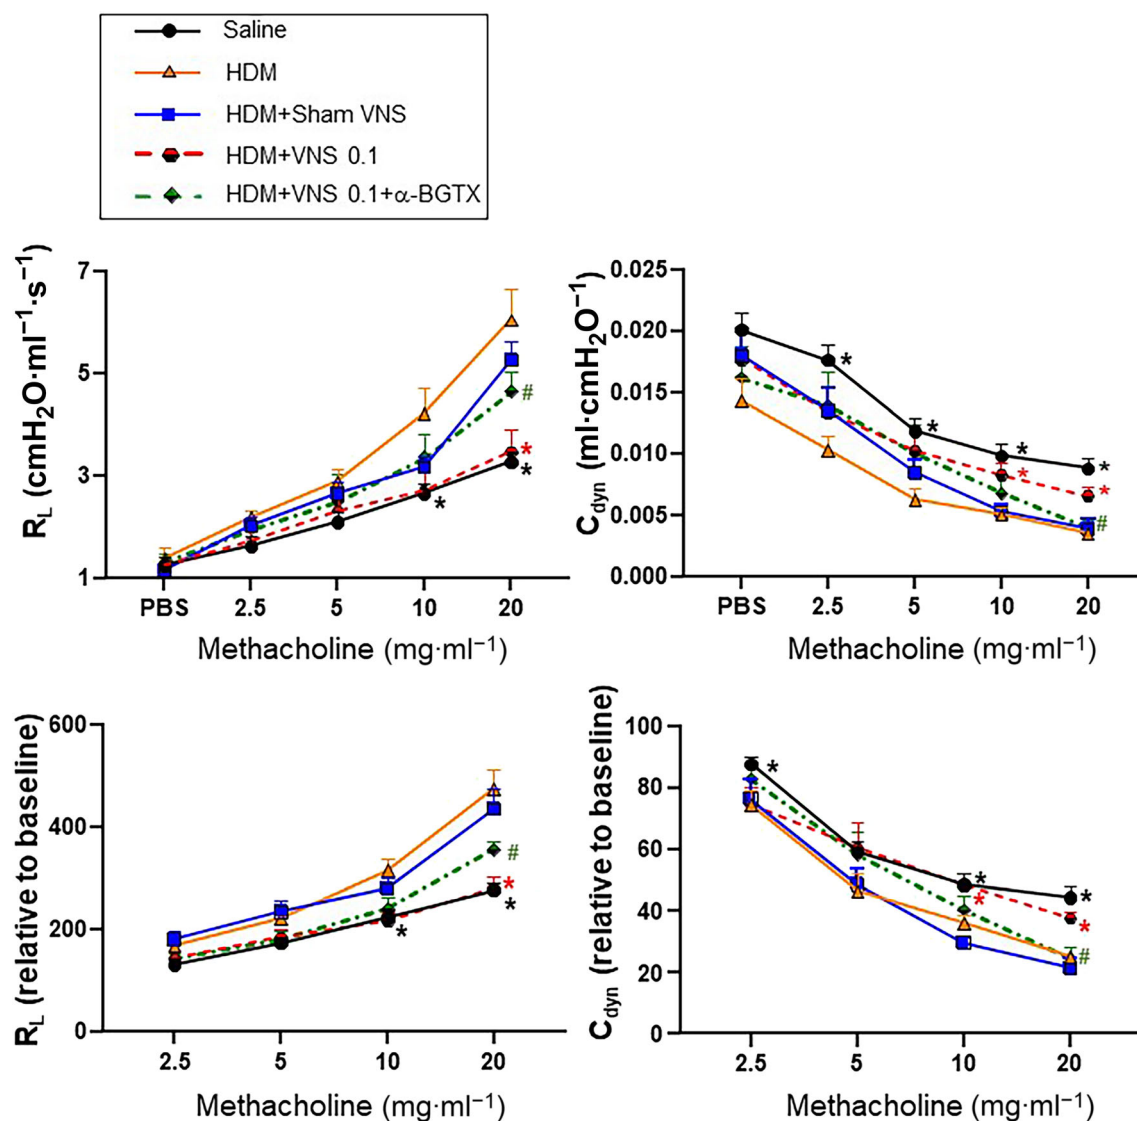 Saline
HDM
HDM+Sham VNS
HDM+VNS 0.1
HDM+VNS 0.1+α-BGTX
R_L (cmH₂O·ml⁻¹·s⁻¹)
7
5
3
1
#
*
*
*
PBS 2.5 5 10 20
Methacholine (mg·ml⁻¹)
C_dyn (ml·cmH₂O⁻¹)
0.025
0.020
0.015
0.010
0.005
0.000
*
*
*
*
*
*
#
PBS 2.5 5 10 20
Methacholine (mg·ml⁻¹)
R_L (relative to baseline)
600
400
200
0
#
*
*
*
2.5 5 10 20
Methacholine (mg·ml⁻¹)
C_dyn (relative to baseline)
100
80
60
40
20
0
*
*
*
*
*
#
2.5 5 10 20
Methacholine (mg·ml⁻¹)